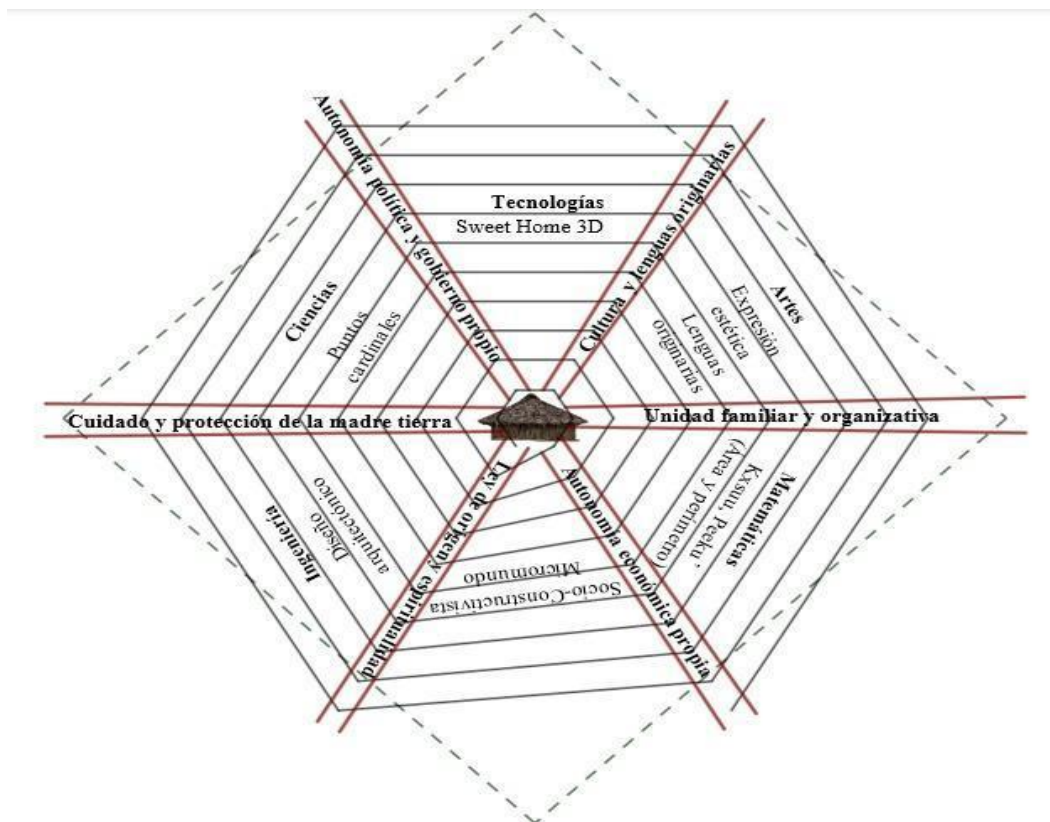 Autonomía política y gobierno propio
Tecnologías
Sweet Home 3D
Cultura y lenguas originarias
Artes
Expresión
estética
Lenguas
originarias
Ciencias
Puntos
cardinales
Cuidado y protección de la madre tierra
Unidad familiar y organizativa
Matemáticas
Kxsuu, Peeku'
(Área y perímetro)
Autonomía económica propia
Socio-Constructivista
Micromundo
Ley de origen y espiritualidad
Ingeniería
Diseño
arquitectónico